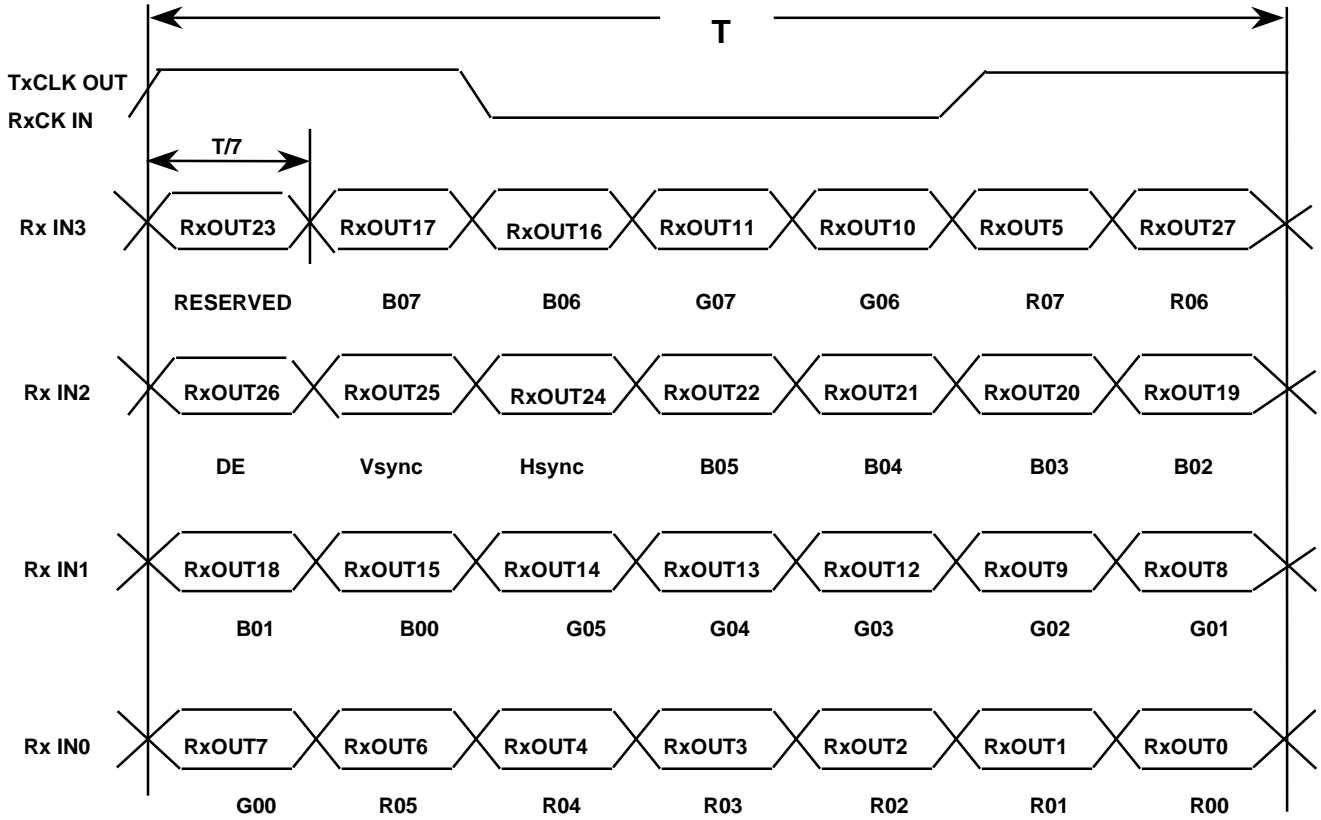 T
TxCLK OUT
RxCK IN
T/7
Rx IN3 RxOUT23 RxOUT17 RxOUT16 RxOUT11 RxOUT10 RxOUT5 RxOUT27
RESERVED B07 B06 G07 G06 R07 R06
Rx IN2 RxOUT26 RxOUT25 RxOUT24 RxOUT22 RxOUT21 RxOUT20 RxOUT19
DE Vsync Hsync B05 B04 B03 B02
Rx IN1 RxOUT18 RxOUT15 RxOUT14 RxOUT13 RxOUT12 RxOUT9 RxOUT8
B01 B00 G05 G04 G03 G02 G01
Rx IN0 RxOUT7 RxOUT6 RxOUT4 RxOUT3 RxOUT2 RxOUT1 RxOUT0
G00 R05 R04 R03 R02 R01 R00